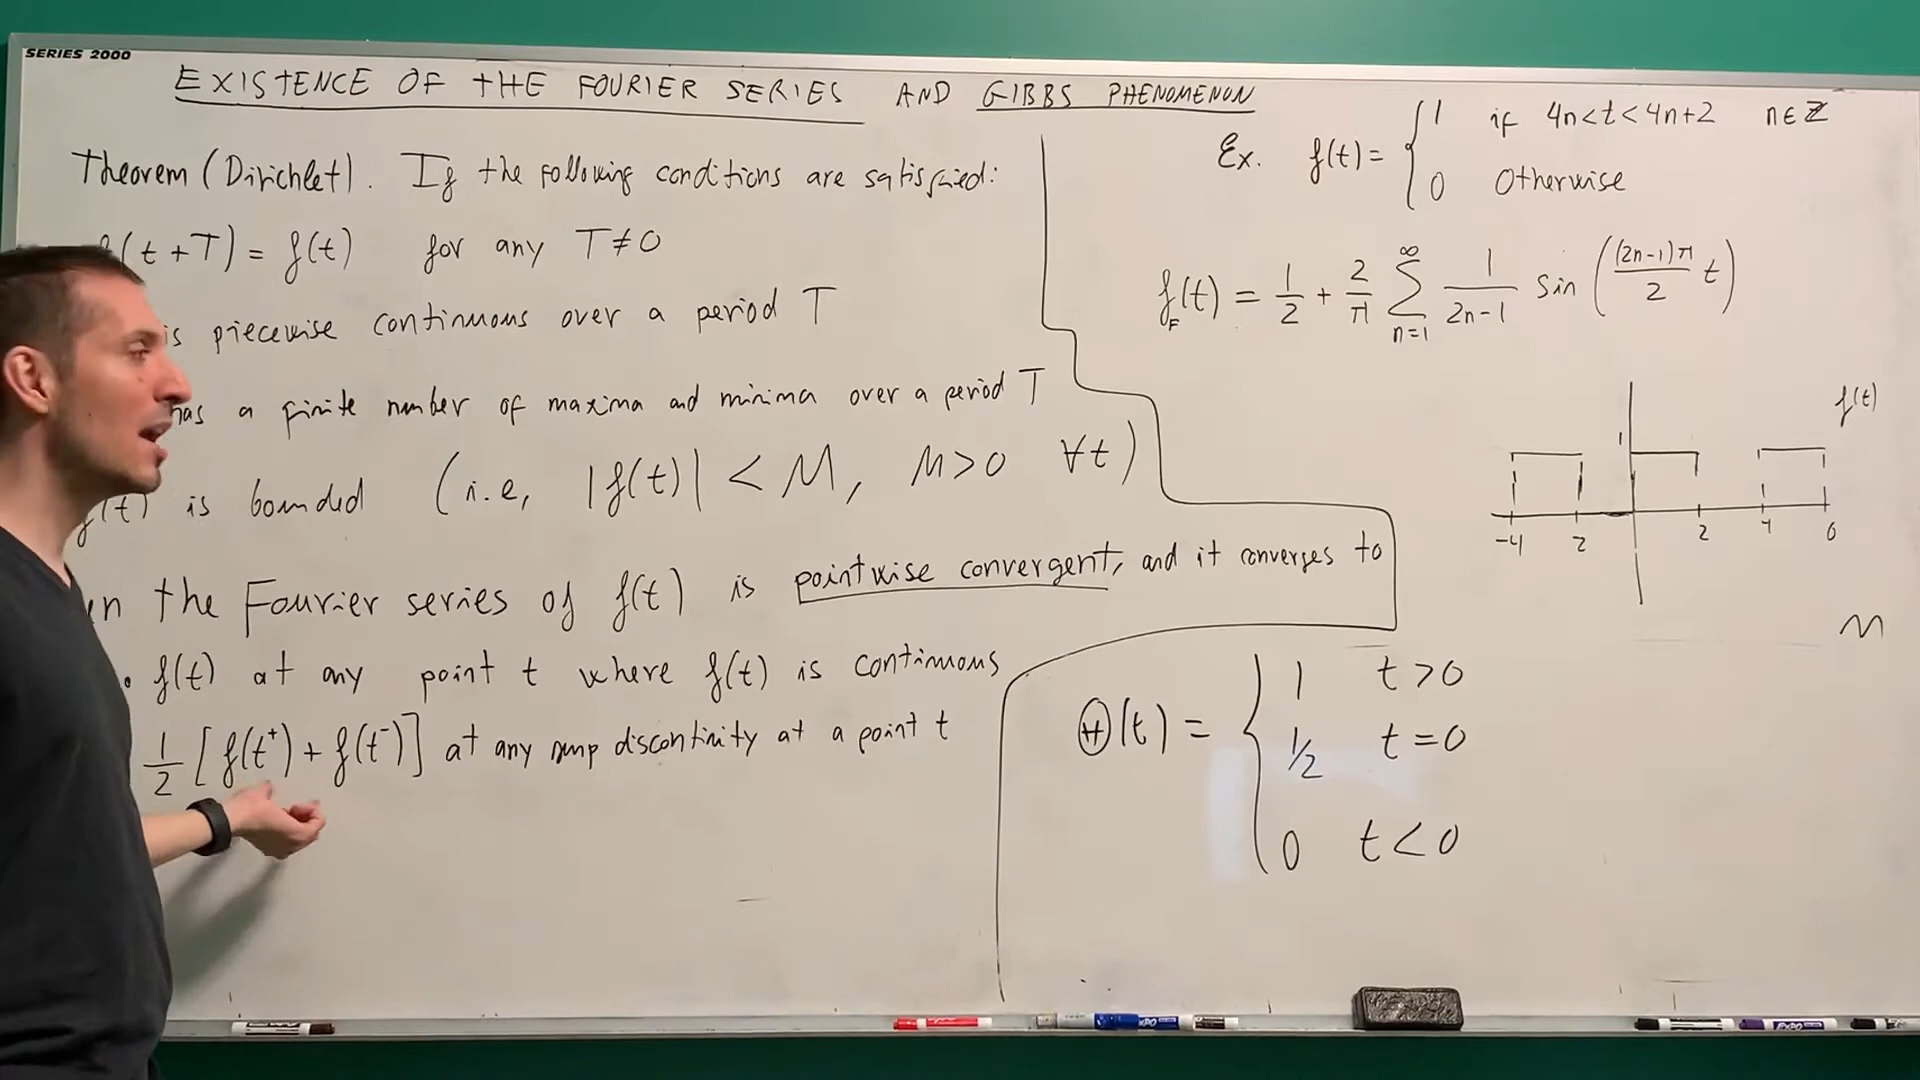 SERIES 2000
EXISTENCE OF THE FOURIER SERIES AND GIBBS PHENOMENON
Theorem (Dirichlet). If the following conditions are satisfied:
(t+T) = f(t) for any T≠0
is piecewise continuous over a period T
has a finite number of maxima and minima over a period T
f(t) is bounded (i.e, |f(t)| < M, M>0 ∀t)
the Fourier series of f(t) is pointwise convergent, and it converges to
• f(t) at any point t where f(t) is continuous
1/2 [f(t⁺) + f(t⁻)] at any jump discontinity at a point t
Ex. f(t) = { 1 if 4n<t<4n+2 n∈ℤ
0 Otherwise
f_F(t) = 1/2 + 2/π ∑_{n=1}^{∞} 1/(2n-1) sin((2n-1)π/2 t)
f(t)
1
-4 2 2 4 6
M
Ⓗ(t) = { 1 t>0
1/2 t=0
0 t<0
EXPO
EXPO